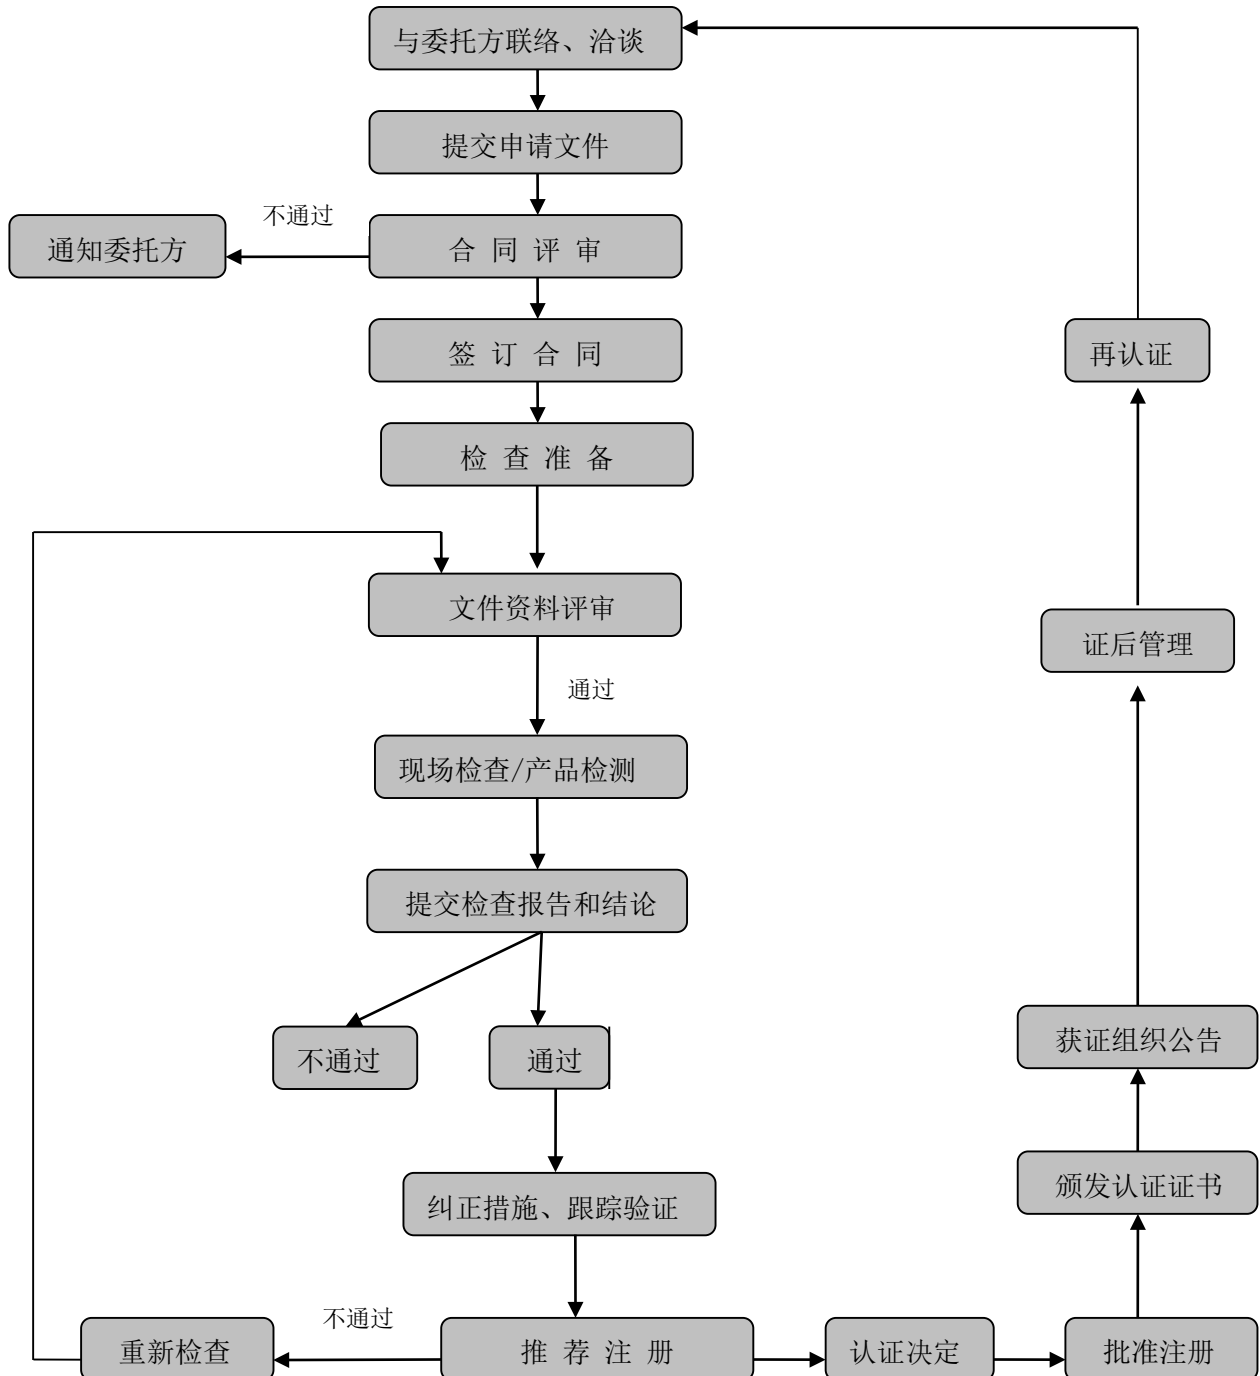 与委托方联络、洽谈
提交申请文件
不通过
通知委托方
合 同 评 审
签 订 合 同
再认证
检 查 准 备
文件资料评审
证后管理
通过
现场检查/产品检测
提交检查报告和结论
不通过
通过
获证组织公告
纠正措施、跟踪验证
颁发认证证书
不通过
重新检查
推 荐 注 册
认证决定
批准注册